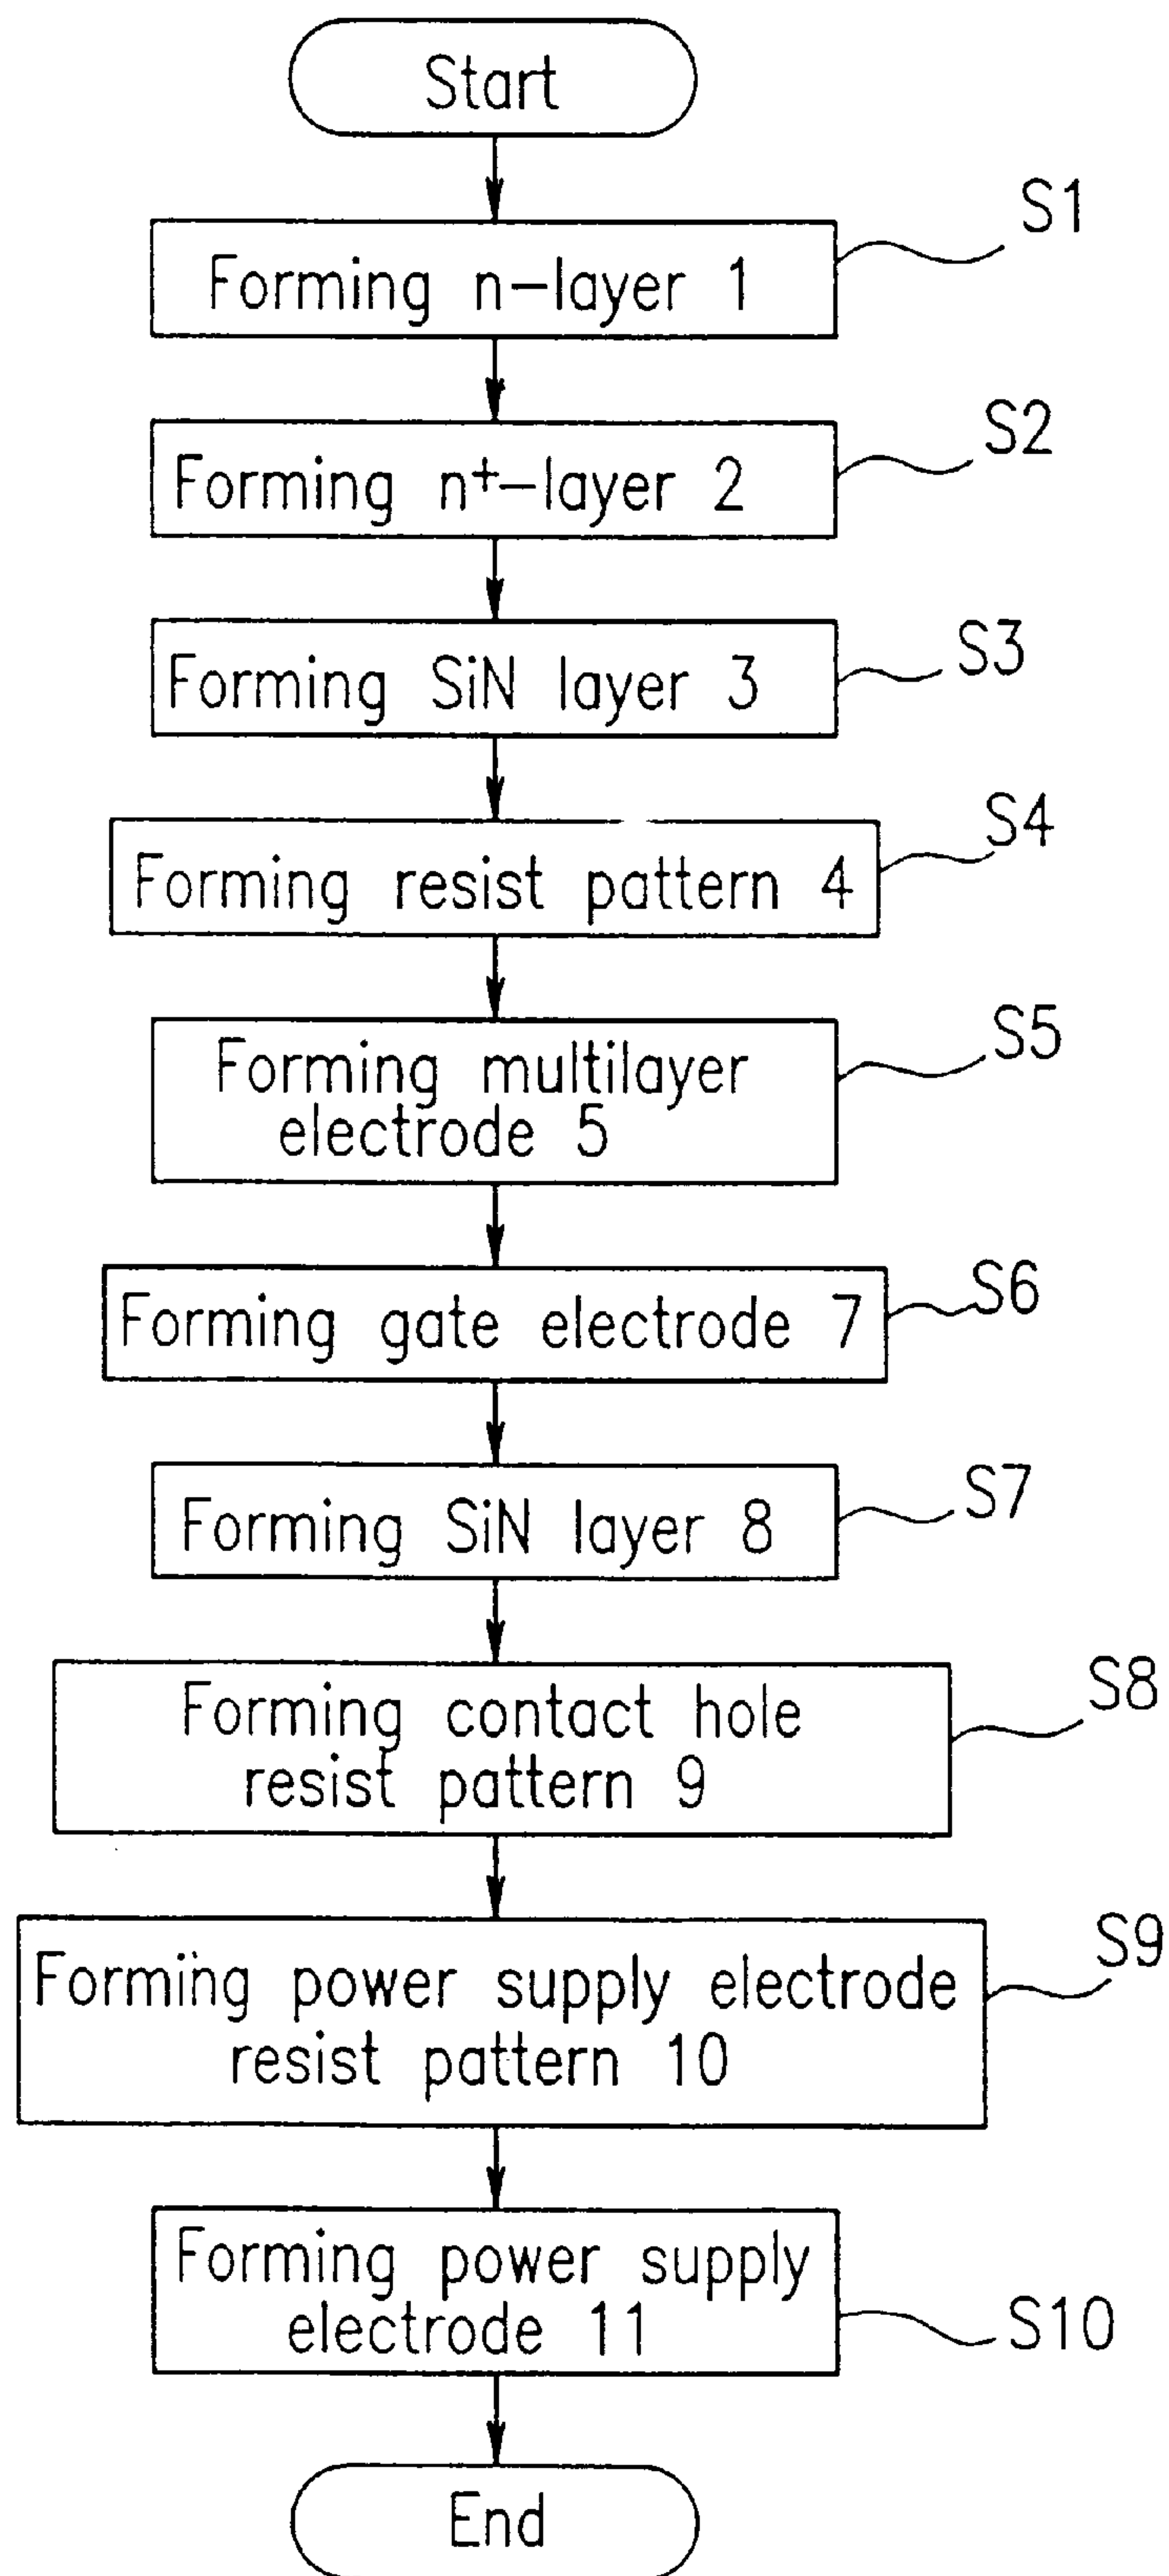 Start
S1
Forming n-layer 1
S2
Forming n+-layer 2
S3
Forming SiN layer 3
S4
Forming resist pattern 4
S5
Forming multilayer
electrode 5
S6
Forming gate electrode 7
S7
Forming SiN layer 8
S8
Forming contact hole
resist pattern 9
S9
Forming power supply electrode
resist pattern 10
Forming power supply
electrode 11
S10
End